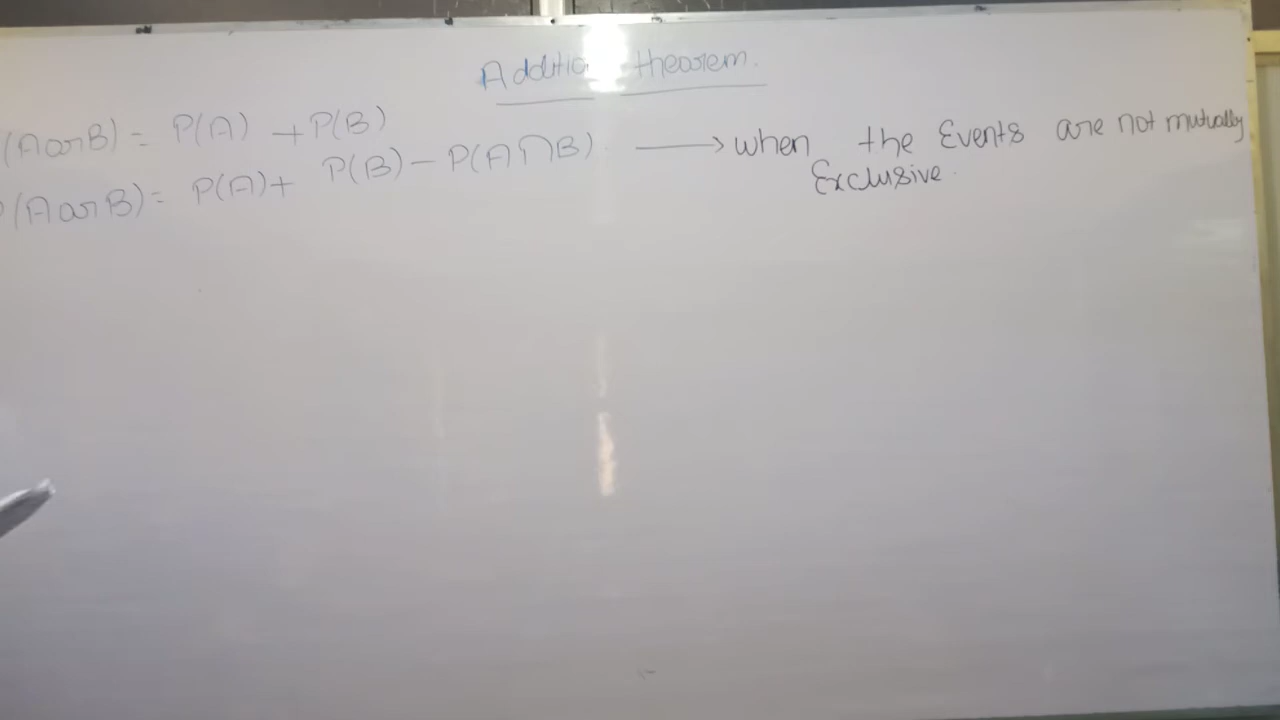 Addition theorem.
(A or B) = P(A) + P(B)
P(A or B) = P(A) + P(B) - P(A∩B) → when the Events are not mutually
Exclusive.